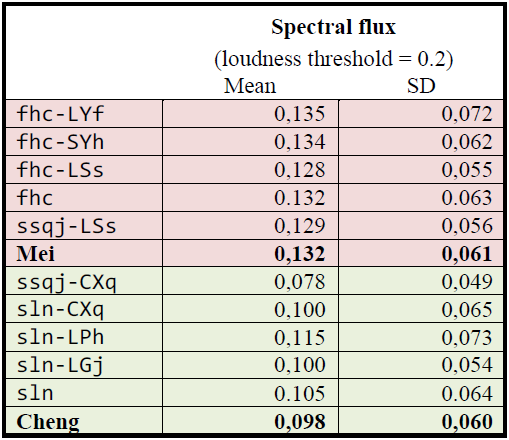 Spectral flux
(loudness threshold = 0.2)
Mean SD
fhc-LYf 0,135 0,072
fhc-SYh 0,134 0,062
fhc-LSs 0,128 0,055
fhc 0.132 0.063
ssqj-LSs 0,129 0,056
Mei 0,132 0,061
ssqj-CXq 0,078 0,049
sln-CXq 0,100 0,065
sln-LPh 0,115 0,073
sln-LGj 0,100 0,054
sln 0.105 0.064
Cheng 0,098 0,060